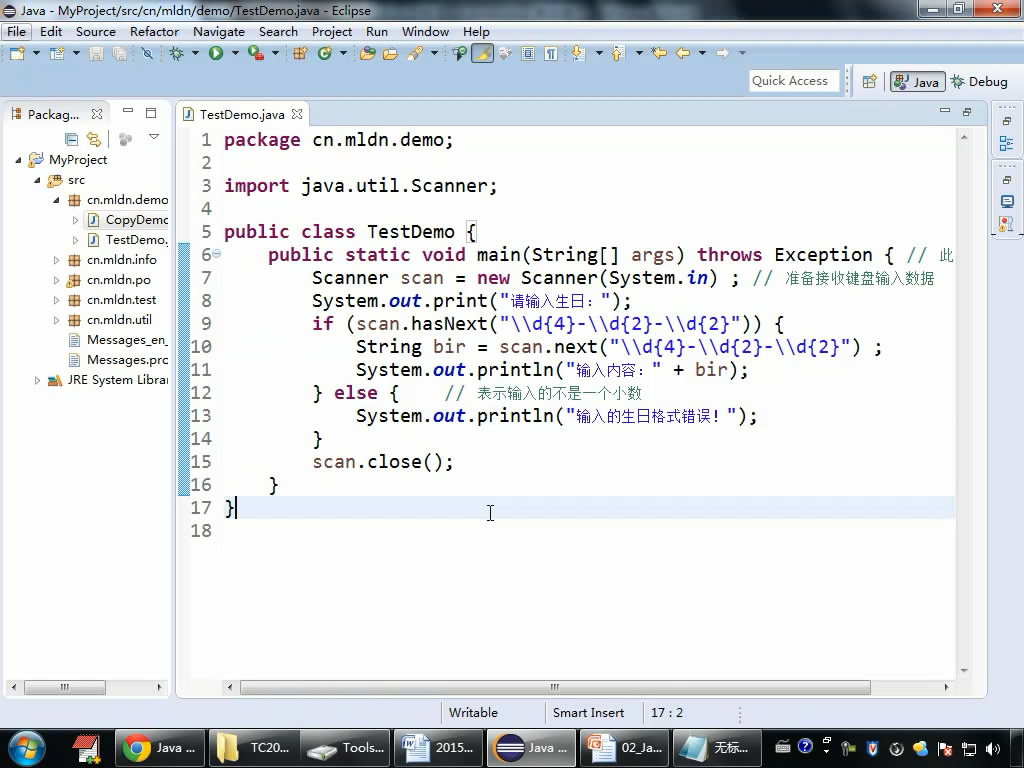 Java - MyProject/src/cn/mldn/demo/TestDemo.java - Eclipse
File Edit Source Refactor Navigate Search Project Run Window Help
Quick Access
Java
Debug
Packag...
TestDemo.java
MyProject
src
cn.mldn.demo
CopyDemo
TestDemo.
cn.mldn.info
cn.mldn.po
cn.mldn.test
cn.mldn.util
Messages_en_
Messages.prc
JRE System Librar
1 package cn.mldn.demo;
2
3 import java.util.Scanner;
4
5 public class TestDemo {
6 public static void main(String[] args) throws Exception { // 此
7 Scanner scan = new Scanner(System.in) ; // 准备接收键盘输入数据
8 System.out.print("请输入生日：");
9 if (scan.hasNext("\\d{4}-\\d{2}-\\d{2}")) {
10 String bir = scan.next("\\d{4}-\\d{2}-\\d{2}") ;
11 System.out.println("输入内容：" + bir);
12 } else { // 表示输入的不是一个小数
13 System.out.println("输入的生日格式错误！");
14 }
15 scan.close();
16 }
17 }
18
Writable
Smart Insert
17 : 2
Java ...
TC20...
Tools...
2015...
Java ...
02_Ja...
无标...